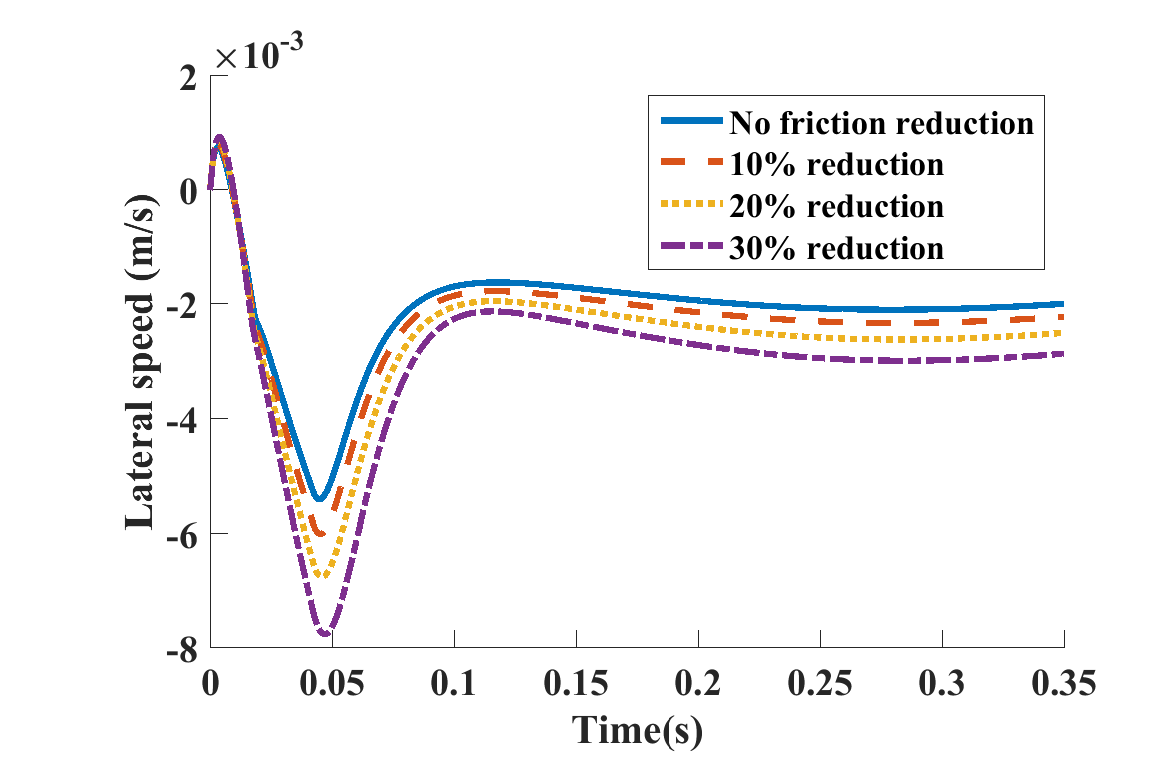 ×10-3
2
0
-2
-4
-6
-8
Lateral speed (m/s)
No friction reduction
10% reduction
20% reduction
30% reduction
0 0.05 0.1 0.15 0.2 0.25 0.3 0.35
Time(s)